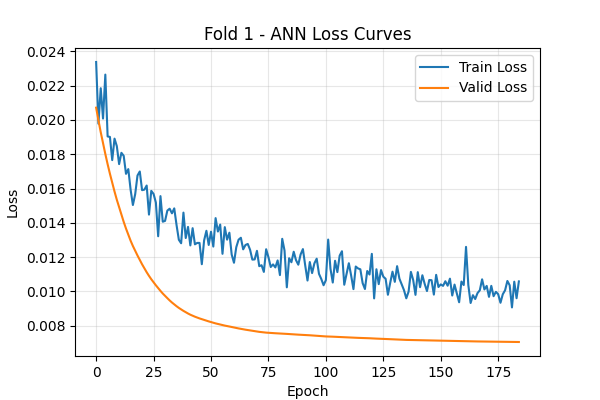 Fold 1 - ANN Loss Curves
0.024
0.022
0.020
0.018
0.016
0.014
0.012
0.010
0.008
Loss
Train Loss
Valid Loss
0 25 50 75 100 125 150 175
Epoch